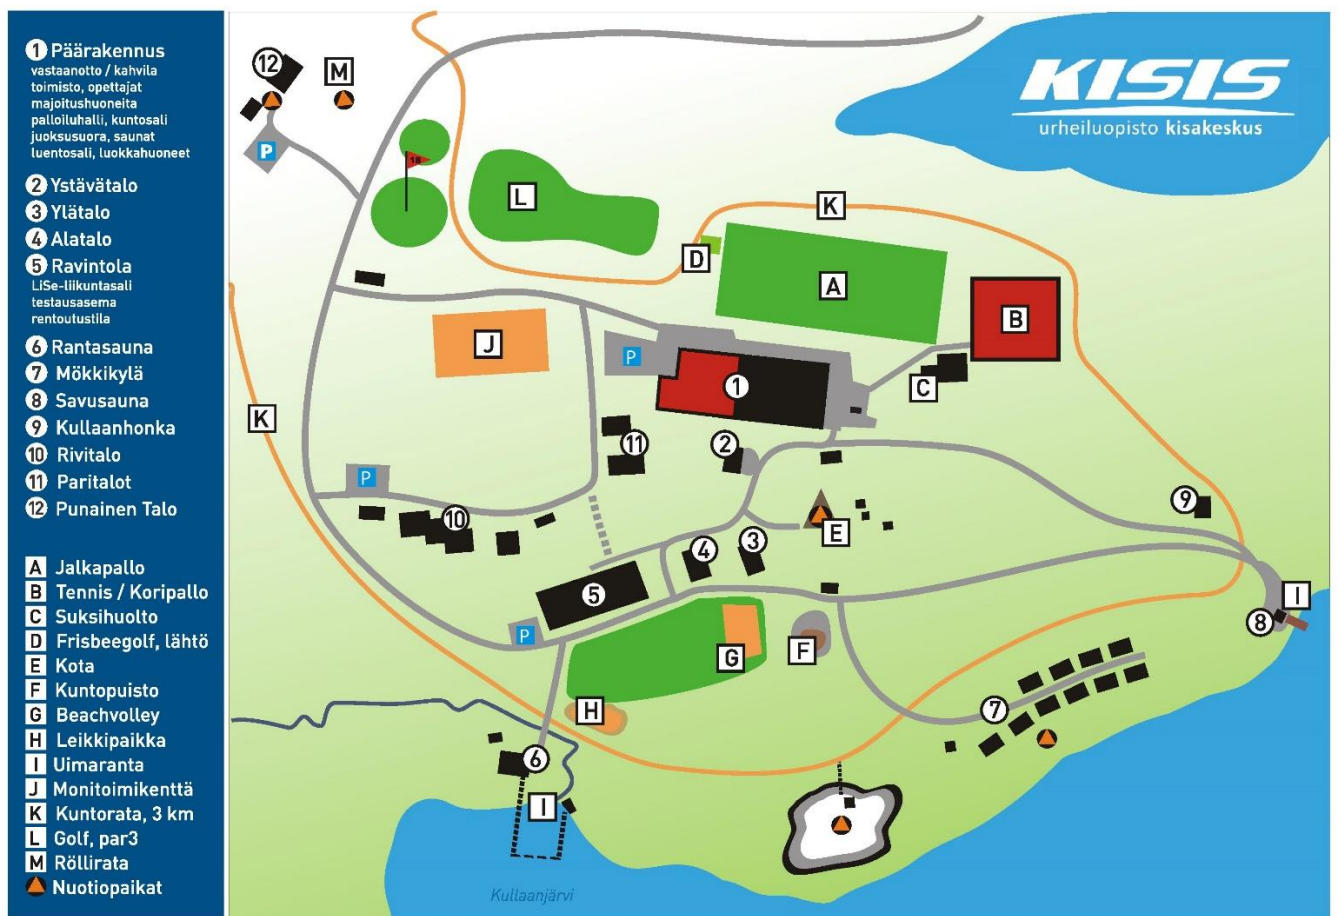 1 Päärakennus
vastaanotto / kahvila
toimisto, opettajat
majoitushuoneita
palloiluhalli, kuntosali
juoksusuora, saunat
luentosali, luokkahuoneet
2 Ystävätalo
3 Ylätalo
4 Alatalo
5 Ravintola
LiSe-liikuntasali
testausasema
rentoutustila
6 Rantasauna
7 Mökkikylä
8 Savusauna
9 Kullaanhonka
10 Rivitalo
11 Paritalot
12 Punainen Talo
A Jalkapallo
B Tennis / Koripallo
C Suksihuolto
D Frisbeegolf, lähtö
E Kota
F Kuntopuisto
G Beachvolley
H Leikkipaikka
I Uimaranta
J Monitoimikenttä
K Kuntorata, 3 km
L Golf, par3
M Röllirata
Nuotiopaikat
KISIS
urheiluopisto kisakeskus
12
M
P
18
L
K
D
A
B
J
P
1
C
K
11
2
P
10
9
E
4
3
5
I
8
P
F
G
H
7
6
I
Kullaanjärvi